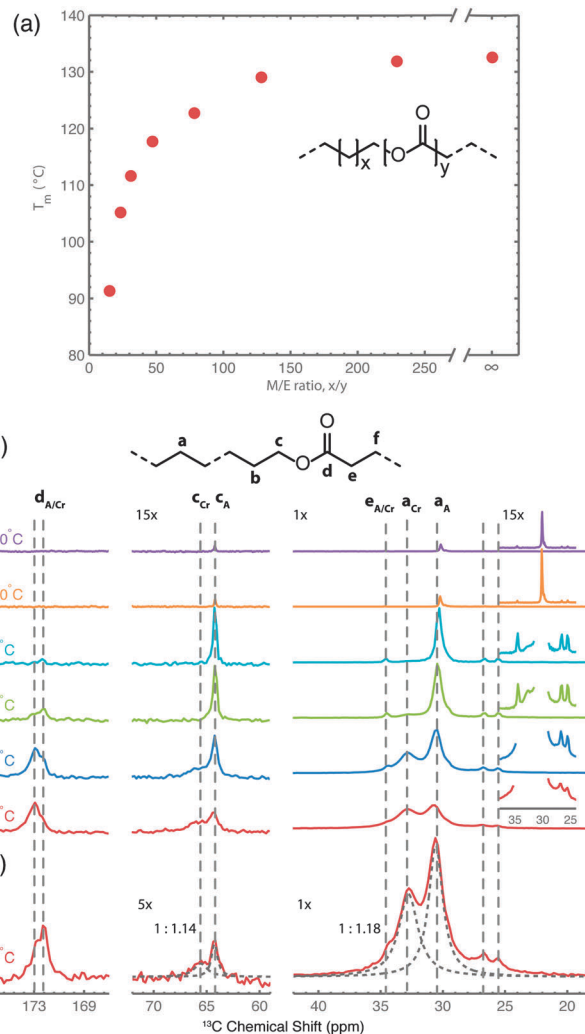 (a)
140
130
120
110
100
90
80
T_m (°C)
O
O
x
y
0
50
100
150
200
250
∞
M/E ratio, x/y
)
a
c
O
f
b
O
d
e
d_A/Cr
c_Cr
c_A
e_A/Cr
a_Cr
a_A
15x
1x
15x
0°C
0°C
°C
°C
°C
°C
35
30
25
)
5x
1x
1 : 1.14
1 : 1.18
°C
173
169
70
65
60
40
35
30
25
20
¹³C Chemical Shift (ppm)